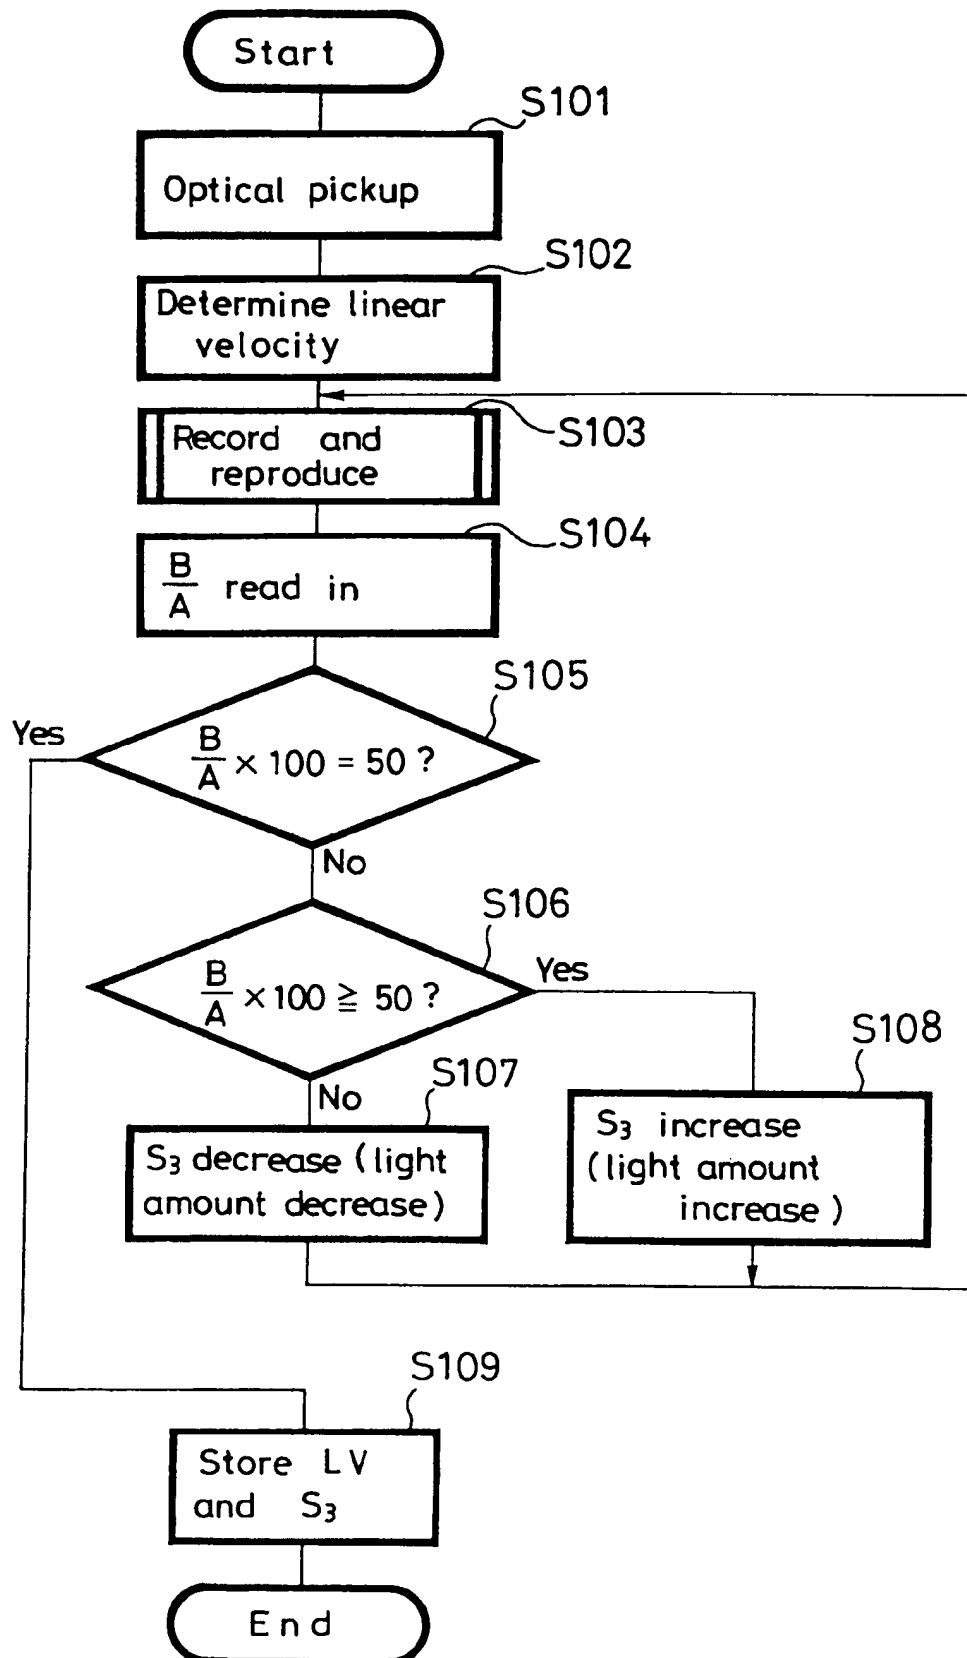 Start
S101
Optical pickup
S102
Determine linear
velocity
S103
Record and
reproduce
S104
B/A read in
S105
Yes
B/A × 100 = 50 ?
No
S106
Yes
B/A × 100 ≧ 50 ?
S108
S107
No
S3 increase
(light amount
increase)
S3 decrease (light
amount decrease)
S109
Store LV
and S3
End